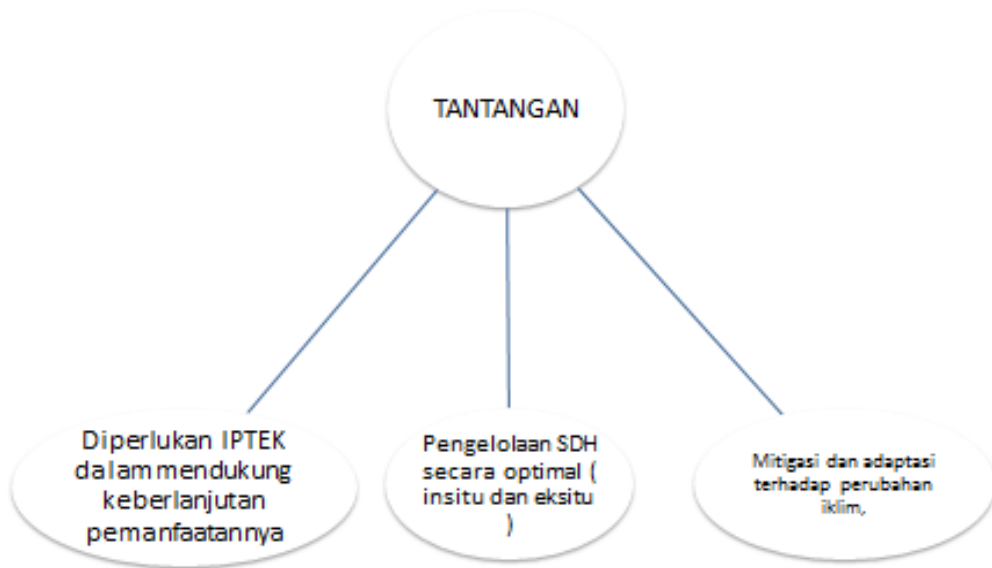 TANTANGAN
Diperlukan IPTEK
dalam mendukung
keberlanjutan
pemanfaatannya
Pengelolaan SDH
secara optimal (
insitu dan eksitu
)
Mitigasi dan adaptasi
terhadap perubahan
iklim,